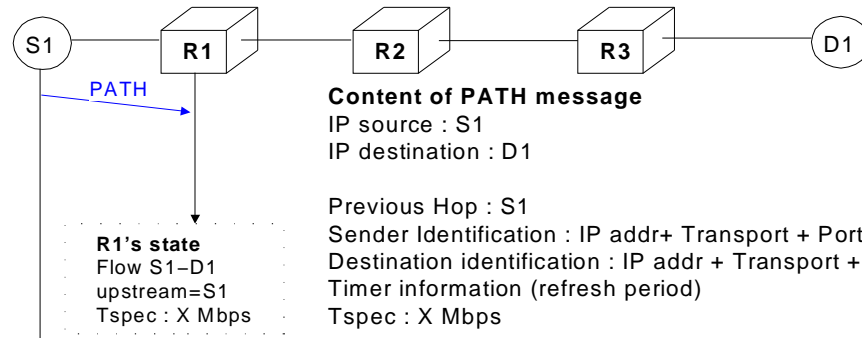 S1
R1
R2
R3
D1
PATH
Content of PATH message
IP source : S1
IP destination : D1
Previous Hop : S1
Sender Identification : IP addr+ Transport + Port
Destination identification : IP addr + Transport +
Timer information (refresh period)
Tspec : X Mbps
R1's state
Flow S1–D1
upstream=S1
Tspec : X Mbps